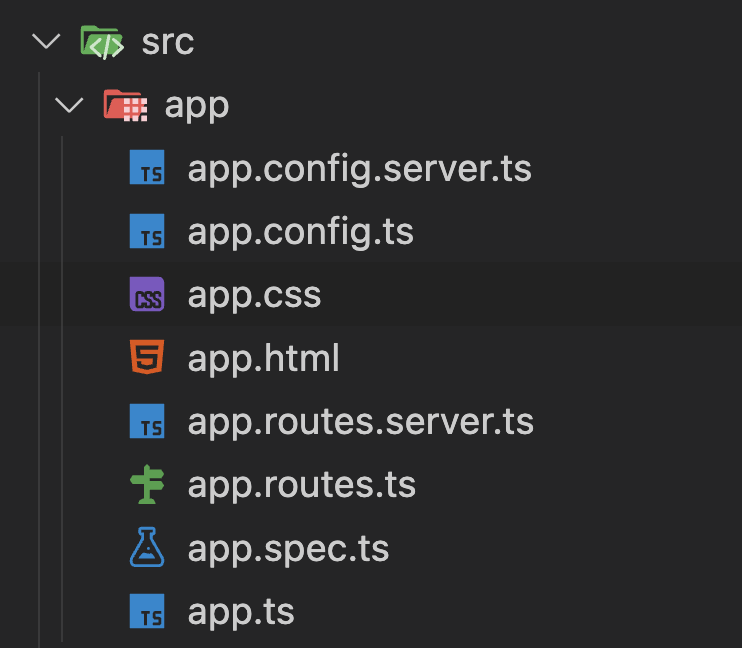 src
app
TS app.config.server.ts
TS app.config.ts
CSS app.css
5 app.html
TS app.routes.server.ts
app.routes.ts
app.spec.ts
TS app.ts